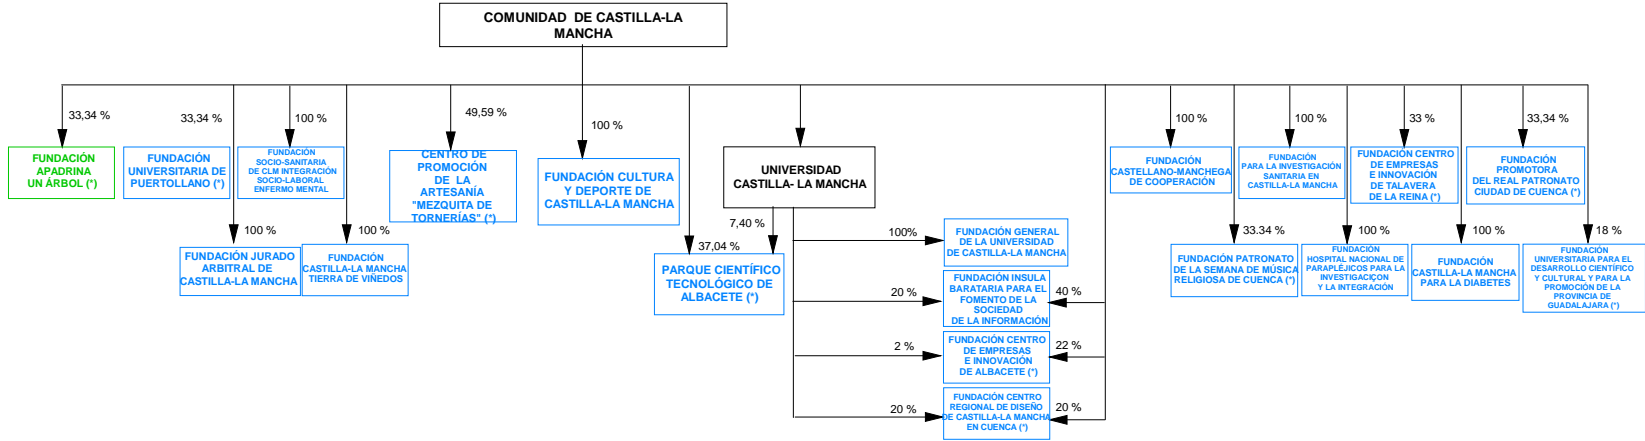 COMUNIDAD DE CASTILLA-LA
MANCHA
33,34 %
FUNDACIÓN
APADRINA
UN ÁRBOL (*)
33,34 %
FUNDACIÓN
UNIVERSITARIA DE
PUERTOLLANO (*)
100 %
FUNDACIÓN
SOCIO-SANITARIA
DE CLM INTEGRACIÓN
SOCIO-LABORAL
ENFERMO MENTAL
49,59 %
CENTRO DE
PROMOCIÓN
DE LA
ARTESANÍA
"MEZQUITA DE
TORNERÍAS" (*)
100 %
FUNDACIÓN CULTURA
Y DEPORTE DE
CASTILLA-LA MANCHA
UNIVERSIDAD
CASTILLA- LA MANCHA
100 %
FUNDACIÓN
CASTELLANO-MANCHEGA
DE COOPERACIÓN
100 %
FUNDACIÓN
PARA LA INVESTIGACIÓN
SANITARIA EN
CASTILLA-LA MANCHA
33 %
FUNDACIÓN CENTRO
DE EMPRESAS
E INNOVACIÓN
DE TALAVERA
DE LA REINA (*)
33,34 %
FUNDACIÓN
PROMOTORA
DEL REAL PATRONATO
CIUDAD DE CUENCA (*)
100 %
FUNDACIÓN JURADO
ARBITRAL DE
CASTILLA-LA MANCHA
100 %
FUNDACIÓN
CASTILLA-LA MANCHA
TIERRA DE VIÑEDOS
37,04 %
7,40 %
PARQUE CIENTÍFICO
TECNOLÓGICO DE
ALBACETE (*)
100%
FUNDACIÓN GENERAL
DE LA UNIVERSIDAD
DE CASTILLA-LA MANCHA
20 %
FUNDACIÓN INSULA
BARATARIA PARA EL
FOMENTO DE LA
SOCIEDAD
DE LA INFORMACIÓN
40 %
2 %
FUNDACIÓN CENTRO
DE EMPRESAS
E INNOVACIÓN
DE ALBACETE (*)
22 %
20 %
FUNDACIÓN CENTRO
REGIONAL DE DISEÑO
DE CASTILLA-LA MANCHA
EN CUENCA (*)
20 %
33.34 %
FUNDACIÓN PATRONATO
DE LA SEMANA DE MÚSICA
RELIGIOSA DE CUENCA (*)
100 %
FUNDACIÓN
HOSPITAL NACIONAL DE
PARAPLÉJICOS PARA LA
INVESTIGACIÇON
Y LA INTEGRACIÓN
100 %
FUNDACIÓN
CASTILLA-LA MANCHA
PARA LA DIABETES
18 %
FUNDACIÓN
UNIVERSITARIA PARA EL
DESARROLLO CIENTÍFICO
Y CULTURAL Y PARA LA
PROMOCIÓN DE LA
PROVINCIA DE
GUADALAJARA (*)